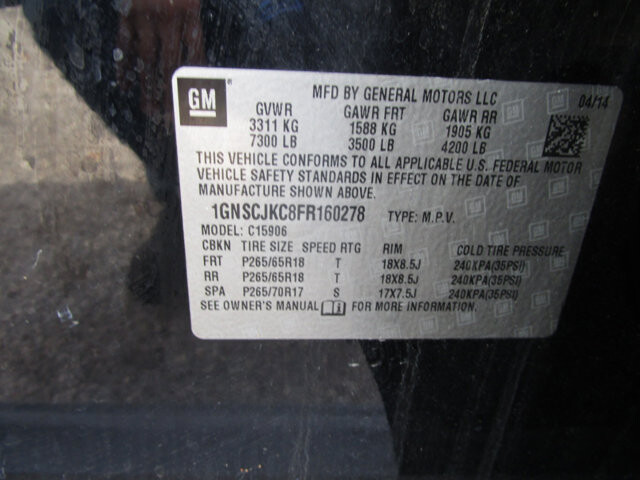 GM
MFD BY GENERAL MOTORS LLC 04/14
GVWR GAWR FRT GAWR RR
3311 KG 1588 KG 1905 KG
7300 LB 3500 LB 4200 LB
THIS VEHICLE CONFORMS TO ALL APPLICABLE U.S. FEDERAL MOTOR
VEHICLE SAFETY STANDARDS IN EFFECT ON THE DATE OF
MANUFACTURE SHOWN ABOVE.
1GNSCJKC8FR160278 TYPE: M.P.V.
MODEL: C15906
CBKN TIRE SIZE SPEED RTG RIM COLD TIRE PRESSURE
FRT P265/65R18 T 18X8.5J 240KPA(35PSI)
RR P265/65R18 T 18X8.5J 240KPA(35PSI)
SPA P265/70R17 S 17X7.5J 240KPA(35PSI)
SEE OWNER'S MANUAL FOR MORE INFORMATION.